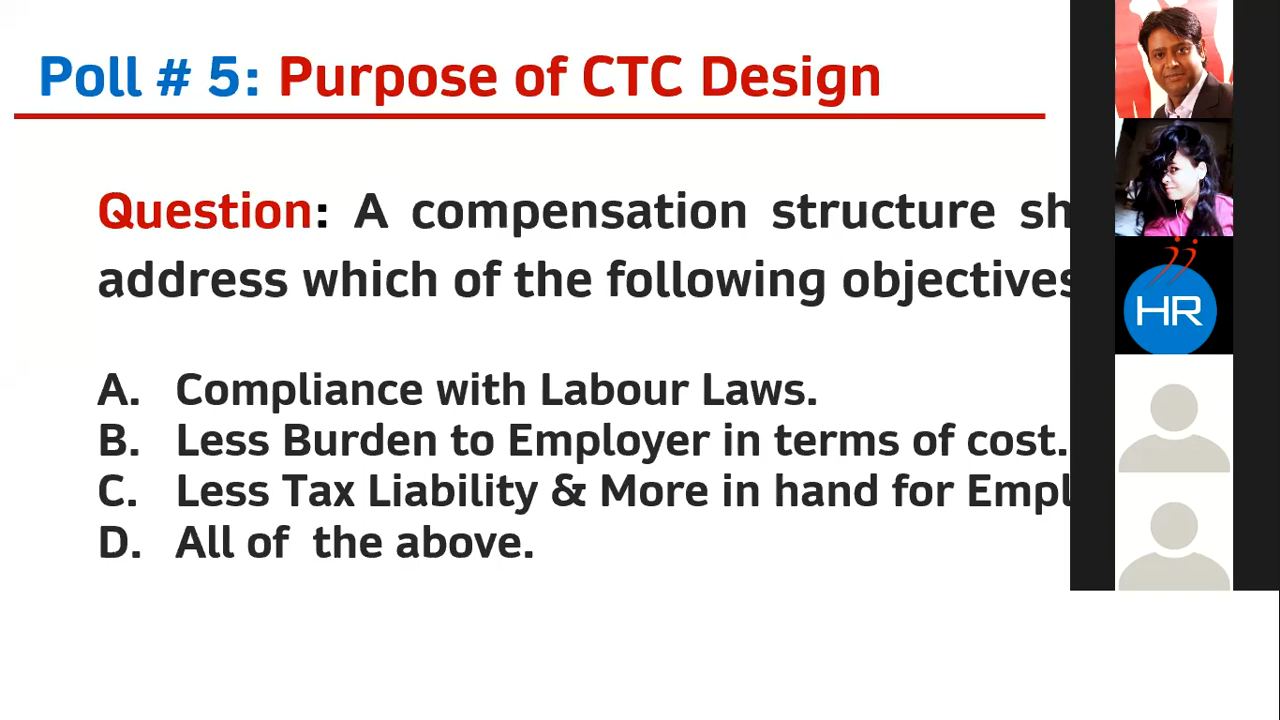 Poll # 5: Purpose of CTC Design
Question: A compensation structure
address which of the following objectives
A. Compliance with Labour Laws.
B. Less Burden to Employer in terms of cost.
C. Less Tax Liability & More in hand for
D. All of the above.
HR